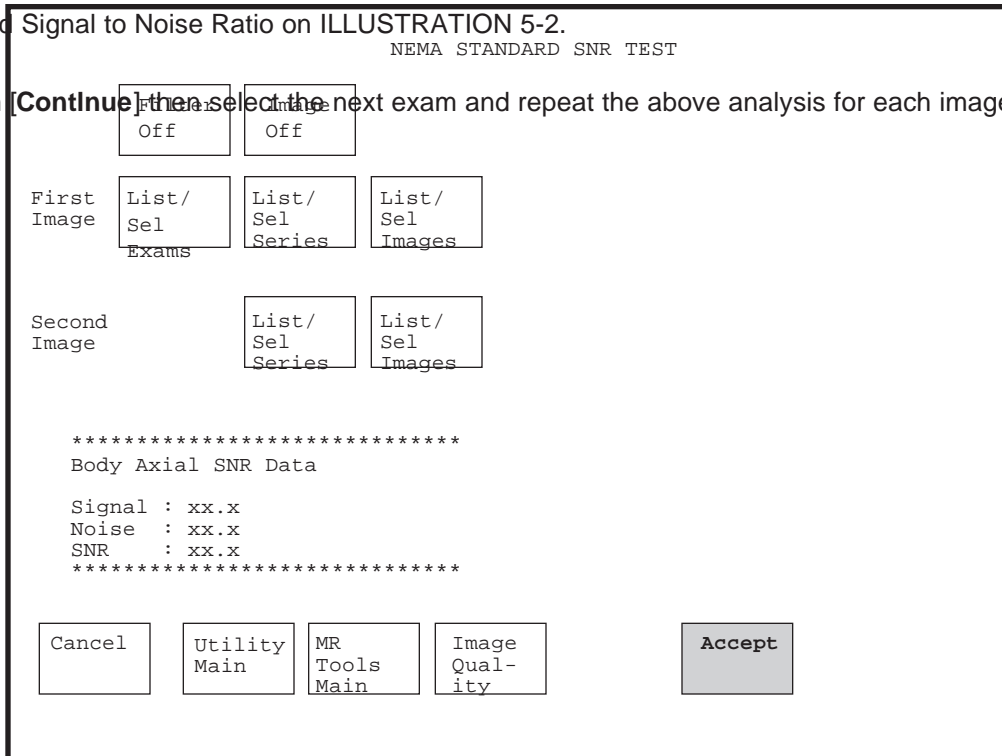 d Signal to Noise Ratio on ILLUSTRATION 5-2.
NEMA STANDARD SNR TEST
[ContInue] then select the next exam and repeat the above analysis for each image
Filter Image
Off Off
First Image
List/ Sel Exams
List/ Sel Series
List/ Sel Images
Second Image
List/ Sel Series
List/ Sel Images
******************************
Body Axial SNR Data
Signal : xx.x
Noise : xx.x
SNR : xx.x
******************************
Cancel
Utility Main
MR Tools Main
Image Qual- ity
Accept